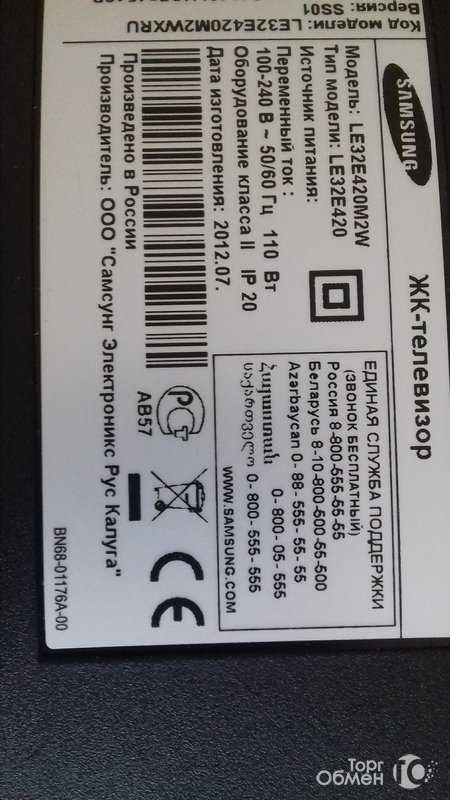 SAMSUNG
ЖК-телевизор
Модель: LE32E420M2W
Тип модели: LE32E420
Источник питания:
Переменный ток :
100-240 В ~ 50/60 Гц 110 Вт
Оборудование класса II IP 20
Дата изготовления: 2012.07.
ЕДИНАЯ СЛУЖБА ПОДДЕРЖКИ
(ЗВОНОК БЕСПЛАТНЫЙ)
Россия 8-800-555-55-55
Беларусь 8-10-800-500-55-500
Azərbaycan 0- 88- 555- 55- 55
Հայաստան 0- 800- 05- 555
საქართველო 0- 800- 555- 555
WWW.SAMSUNG.COM
Код модели: LE32E420M2WXRU
Версия: SS01
Произведено в России
Производитель: ООО "Самсунг Электроникс Рус Калуга"
РСТ
АВ57
CE
BN68-01176A-00
Торг
Обмен